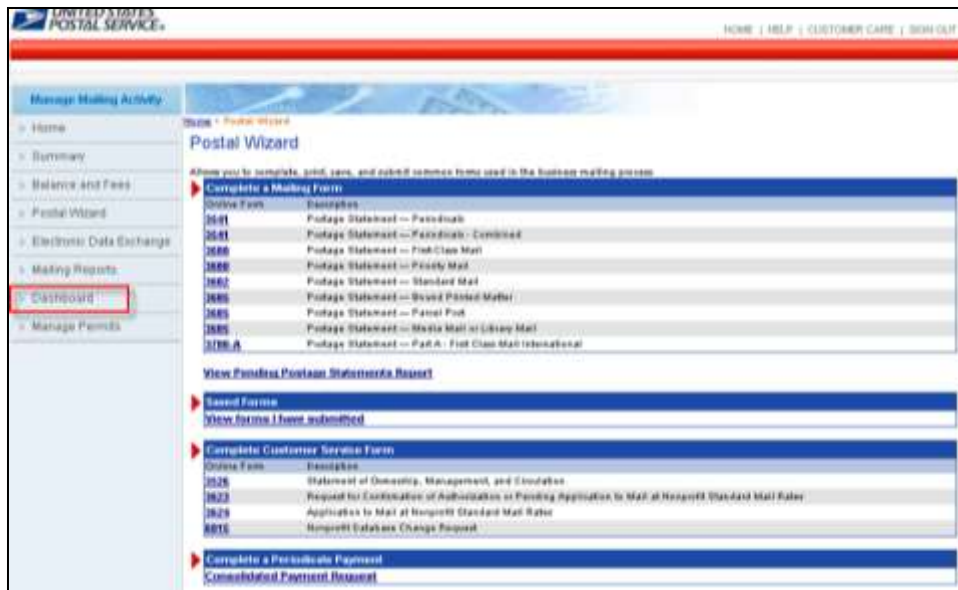 UNITED STATES
POSTAL SERVICE®
HOME | HELP | CUSTOMER CARE | SIGN OUT
Manage Mailing Activity
Home
Summary
Balance and Fees
Postal Wizard
Electronic Data Exchange
Mailing Reports
Dashboard
Manage Permits
Home > Postal Wizard
Postal Wizard
Allows you to complete, print, save, and submit common forms used in the business mailing process
Complete a Mailing Form
Online Form Description
3541 Postage Statement — Periodicals
3541 Postage Statement — Periodicals - Combined
3600 Postage Statement — First-Class Mail
3600 Postage Statement — Priority Mail
3602 Postage Statement — Standard Mail
3605 Postage Statement — Bound Printed Matter
3605 Postage Statement — Parcel Post
3605 Postage Statement — Media Mail or Library Mail
3700-A Postage Statement — Part A - First Class Mail International
View Pending Postage Statements Report
Saved Forms
View forms I have submitted
Complete Customer Service Form
Online Form Description
3526 Statement of Ownership, Management, and Circulation
3623 Request for Confirmation of Authorization or Pending Application to Mail at Nonprofit Standard Mail Rates
3624 Application to Mail at Nonprofit Standard Mail Rates
6015 Nonprofit Database Change Request
Complete a Periodicals Payment
Consolidated Payment Request